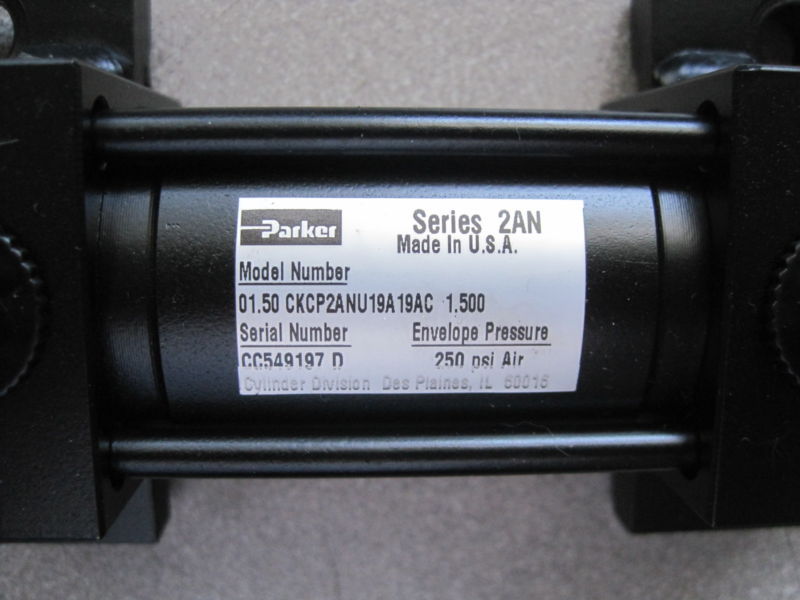 Parker
Series 2AN
Made In U.S.A.
Model Number
01.50 CKCP2ANU19A19AC 1.500
Serial Number Envelope Pressure
CC549197 D 250 psi Air
Cylinder Division Des Plaines, IL 60016